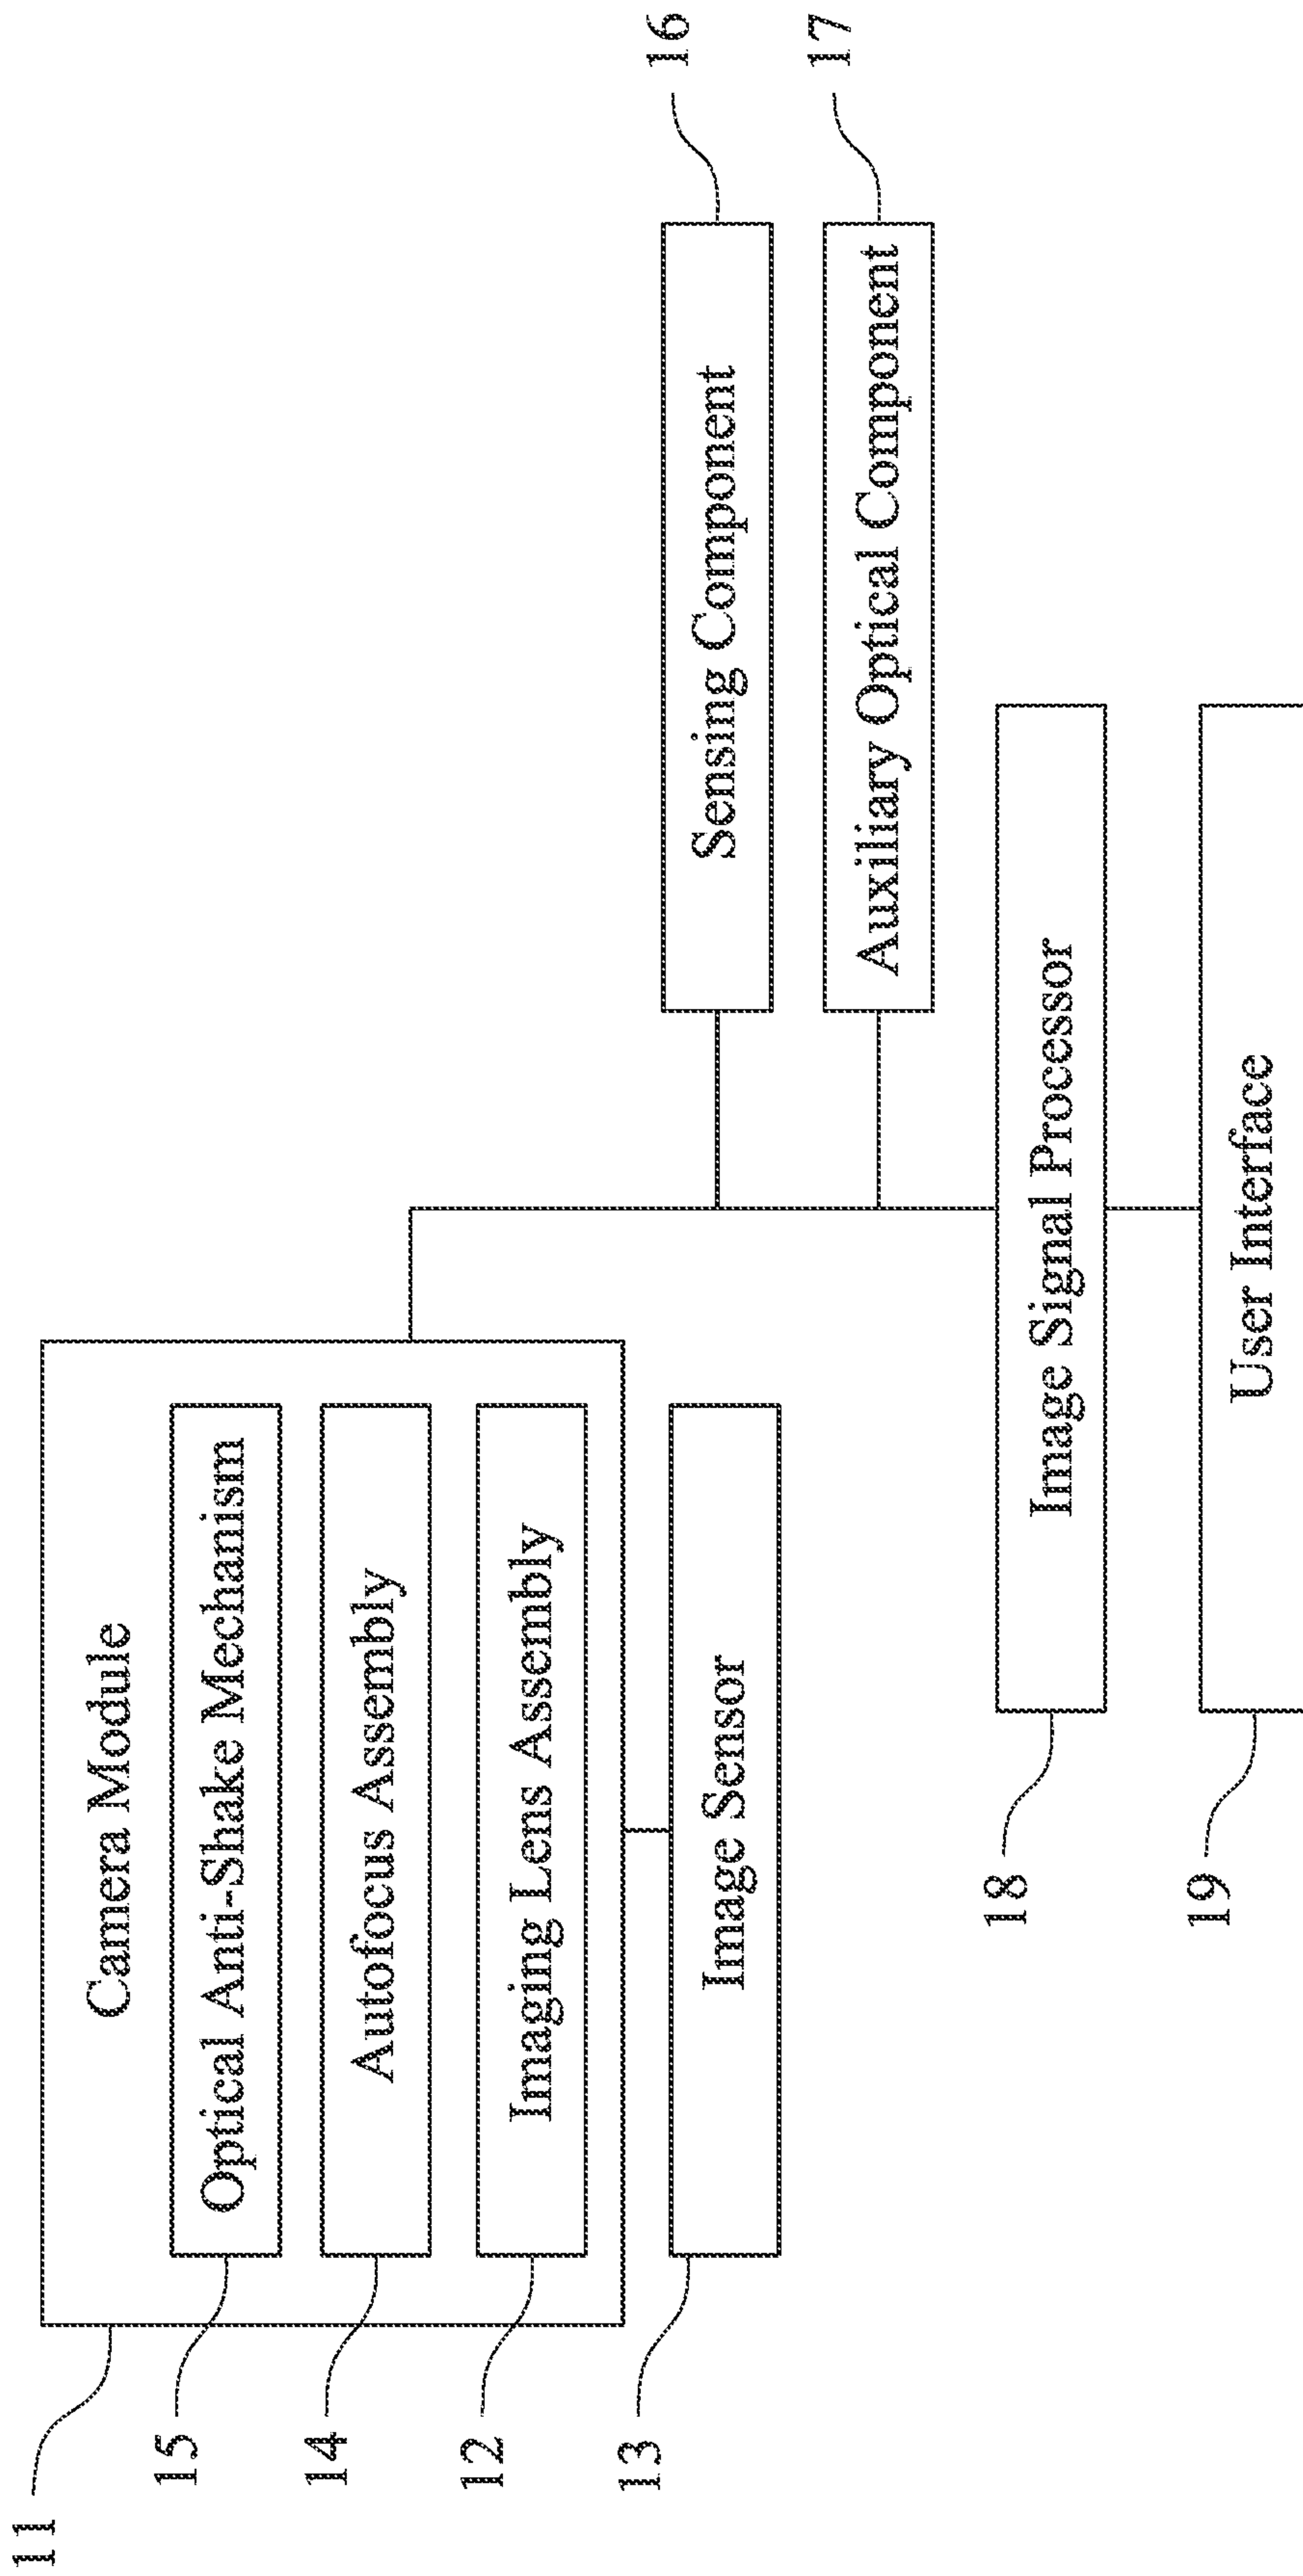 11
Camera Module
15
Optical Anti-Shake Mechanism
14
Autofocus Assembly
12
Imaging Lens Assembly
13
Image Sensor
Sensing Component
16
Auxiliary Optical Component
17
18
Image Signal Processor
19
User Interface